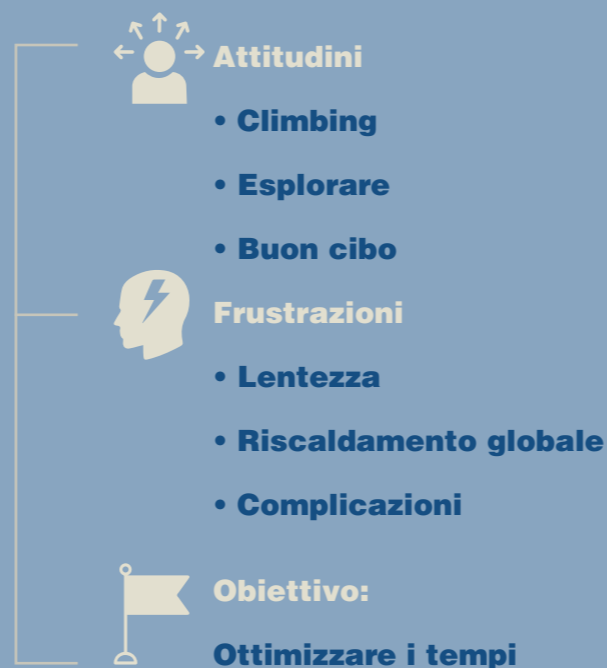 Attitudini
• Climbing
• Esplorare
• Buon cibo
Frustrazioni
• Lentezza
• Riscaldamento globale
• Complicazioni
Obiettivo:
Ottimizzare i tempi